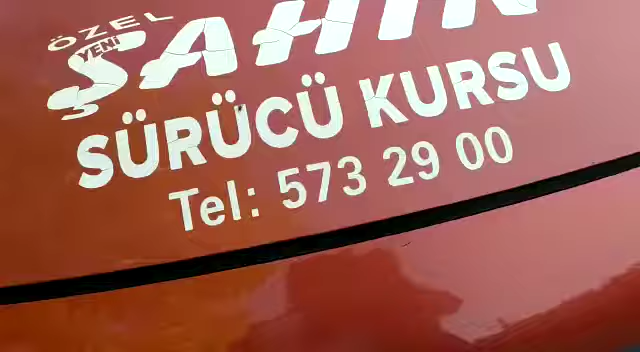 ÖZEL
YENİ
ŞAHİN
SÜRÜCÜ KURSU
Tel: 573 29 00